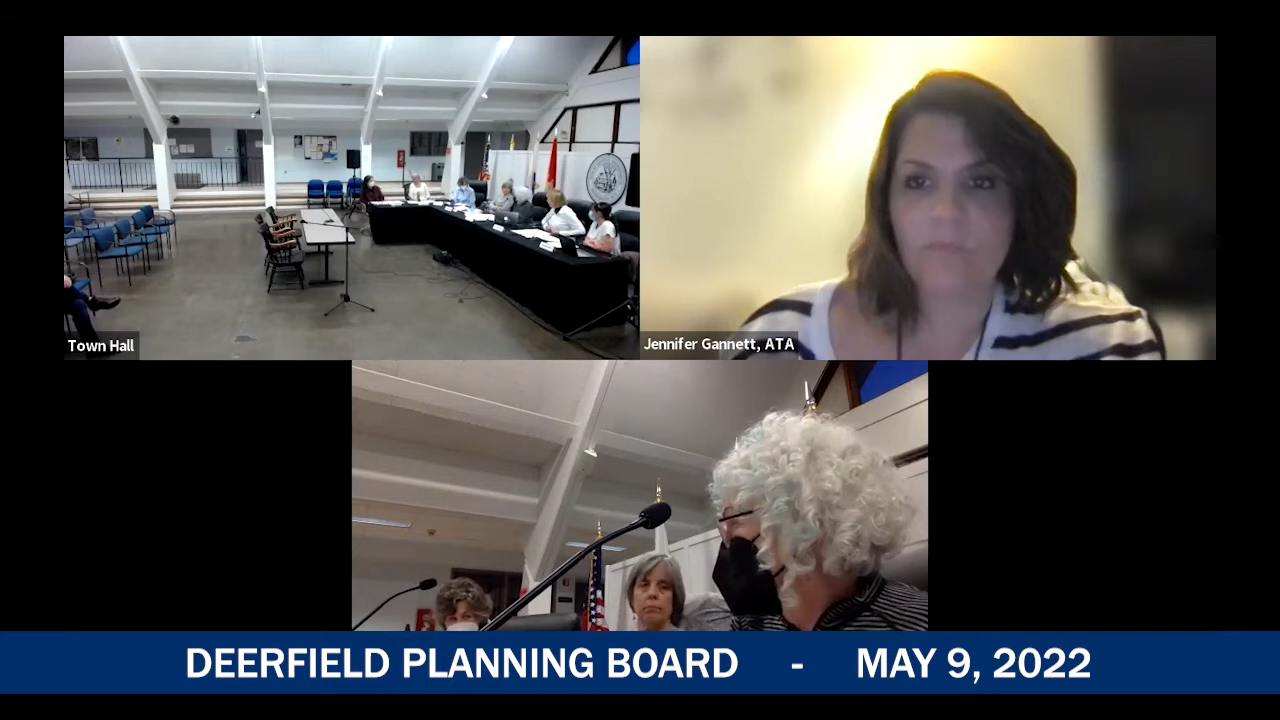 Town Hall
Jennifer Gannett, ATA
DEERFIELD PLANNING BOARD - MAY 9, 2022